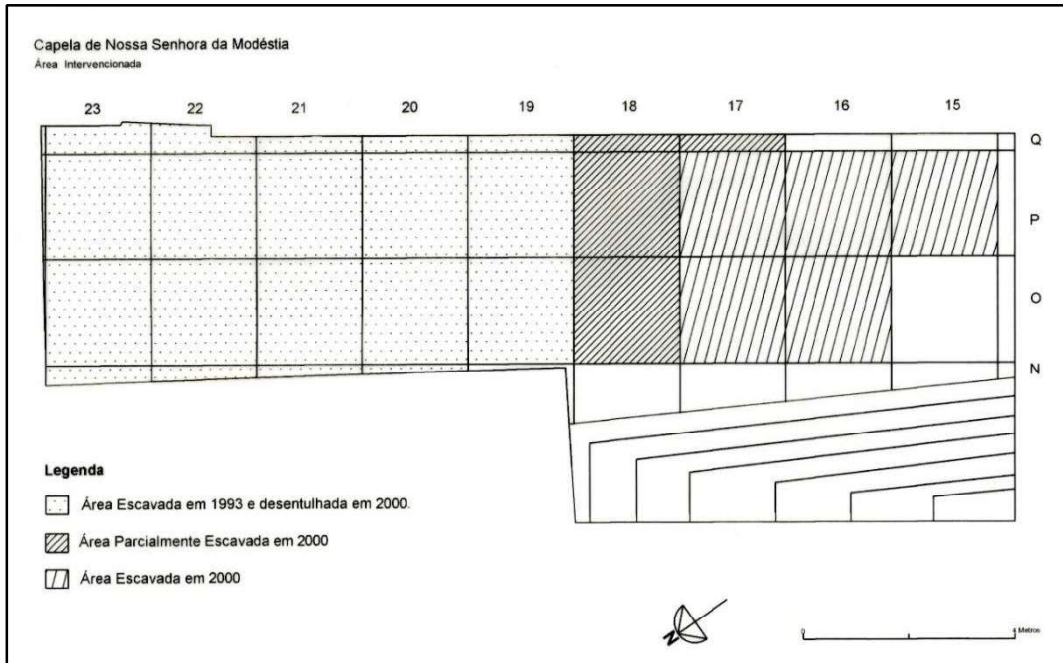 Capela de Nossa Senhora da Modéstia
Área Intervencionada
23 22 21 20 19 18 17 16 15
Q
P
O
N
Legenda
Área Escavada em 1993 e desentulhada em 2000.
Área Parcialmente Escavada em 2000
Área Escavada em 2000
N
0 4 Metros